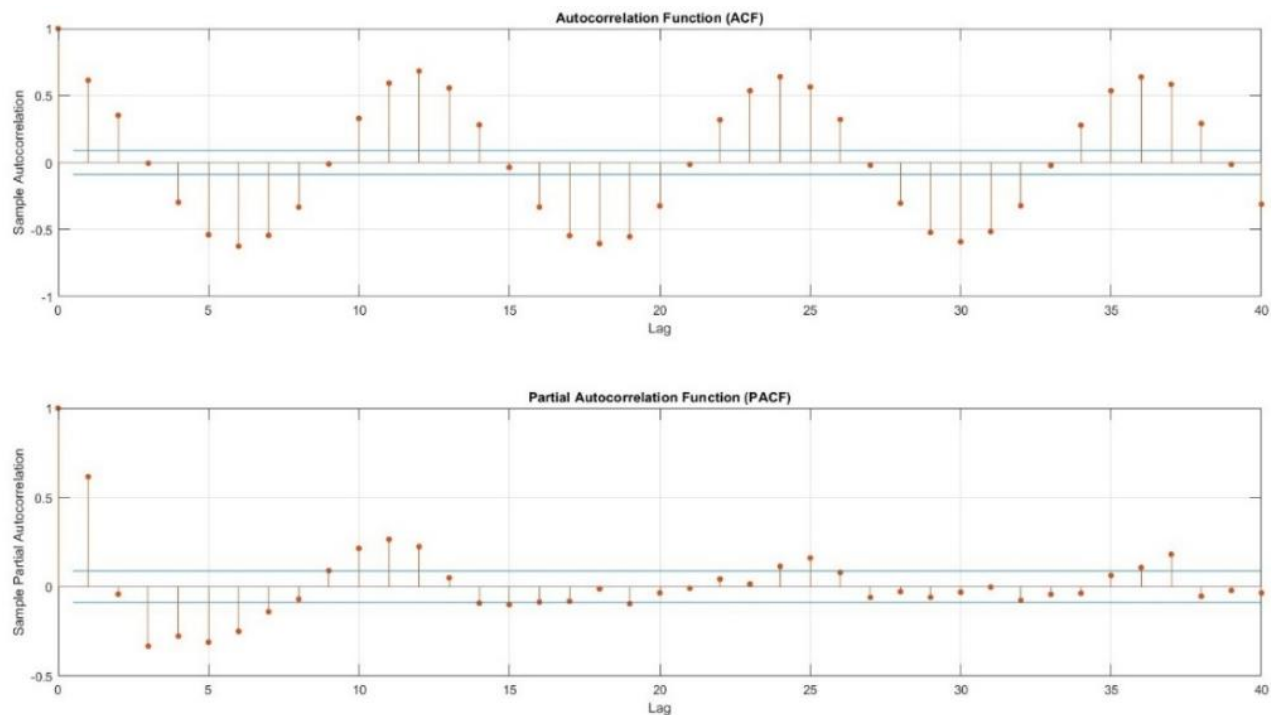 Autocorrelation Function (ACF)
1
0.5
0
-0.5
-1
Sample Autocorrelation
0 5 10 15 20 25 30 35 40
Lag
Partial Autocorrelation Function (PACF)
1
0.5
0
-0.5
Sample Partial Autocorrelation
0 5 10 15 20 25 30 35 40
Lag